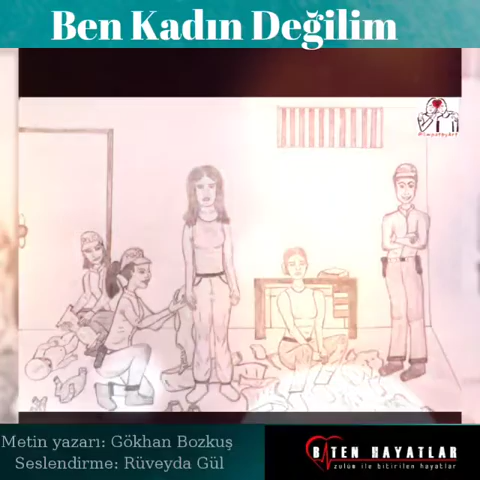 Ben Kadın Değilim
Metin yazarı: Gökhan Bozkuş
Seslendirme: Rüveyda Gül
BİTEN HAYATLAR
zulüm ile bitirilen hayatlar